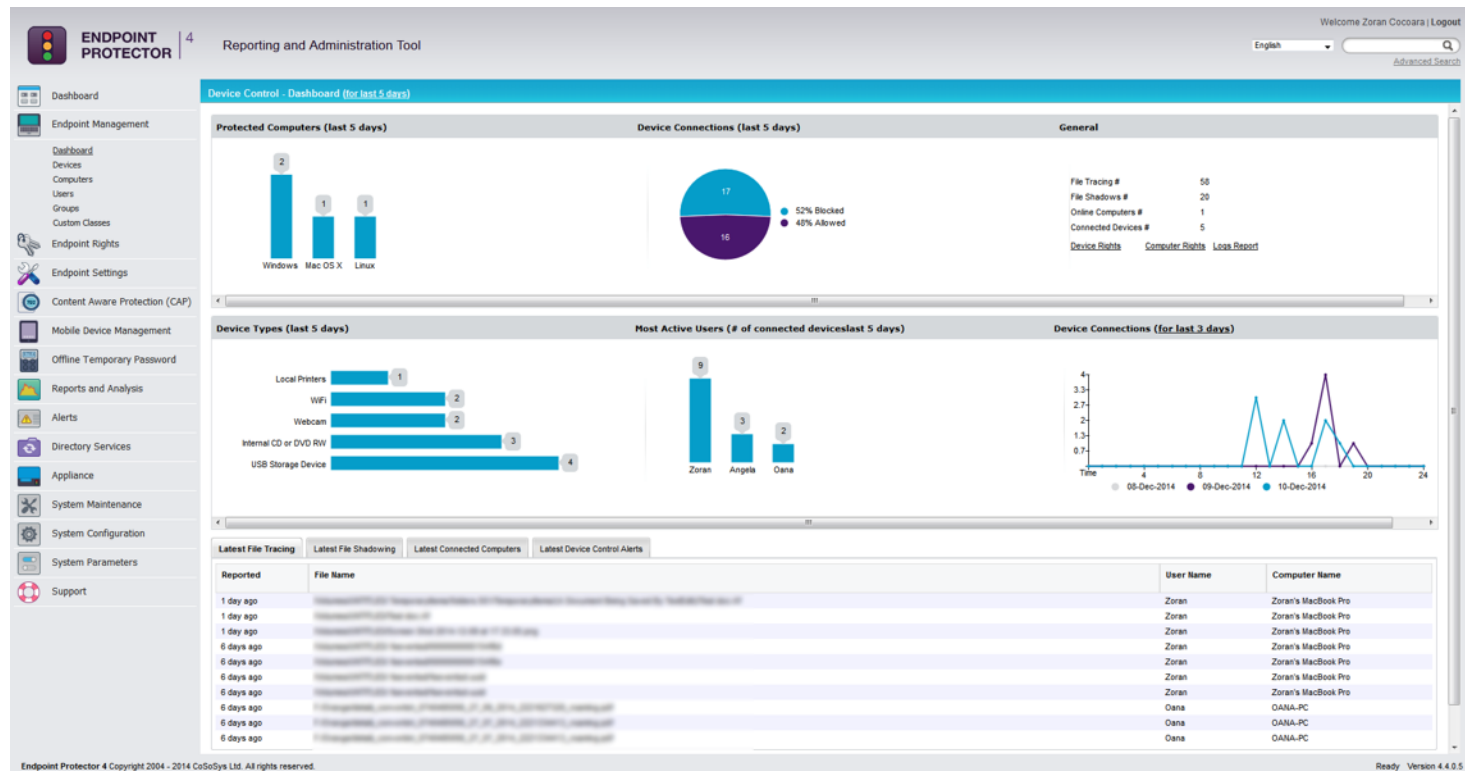 Welcome Zoran Cocoara | Logout
ENDPOINT PROTECTOR 4
Reporting and Administration Tool
English
Advanced Search
Dashboard
Endpoint Management
Dashboard
Devices
Computers
Users
Groups
Custom Classes
Endpoint Rights
Endpoint Settings
Content Aware Protection (CAP)
Mobile Device Management
Offline Temporary Password
Reports and Analysis
Alerts
Directory Services
Appliance
System Maintenance
System Configuration
System Parameters
Support
Device Control - Dashboard (for last 5 days)
Protected Computers (last 5 days)
2
1 1
Windows Mac OS X Linux
Device Connections (last 5 days)
17
16
52% Blocked
48% Allowed
General
File Tracing # 58
File Shadows # 20
Online Computers # 1
Connected Devices # 5
Device Rights Computer Rights Logs Report
Device Types (last 5 days)
Local Printers 1
WiFi 2
Webcam 2
Internal CD or DVD RW 3
USB Storage Device 4
Most Active Users (# of connected deviceslast 5 days)
9
3
2
Zoran Angela Oana
Device Connections (for last 3 days)
4
3.3
2.7
2
1.3
0.7
Time 4 8 12 16 20 24
08-Dec-2014 09-Dec-2014 10-Dec-2014
Latest File Tracing Latest File Shadowing Latest Connected Computers Latest Device Control Alerts
Reported File Name User Name Computer Name
1 day ago Zoran Zoran's MacBook Pro
1 day ago Zoran Zoran's MacBook Pro
1 day ago Zoran Zoran's MacBook Pro
6 days ago Zoran Zoran's MacBook Pro
6 days ago Zoran Zoran's MacBook Pro
6 days ago Zoran Zoran's MacBook Pro
6 days ago Zoran Zoran's MacBook Pro
6 days ago Oana OANA-PC
6 days ago Oana OANA-PC
6 days ago Oana OANA-PC
Endpoint Protector 4 Copyright 2004 - 2014 CoSoSys Ltd. All rights reserved.
Ready Version 4.4.0.5